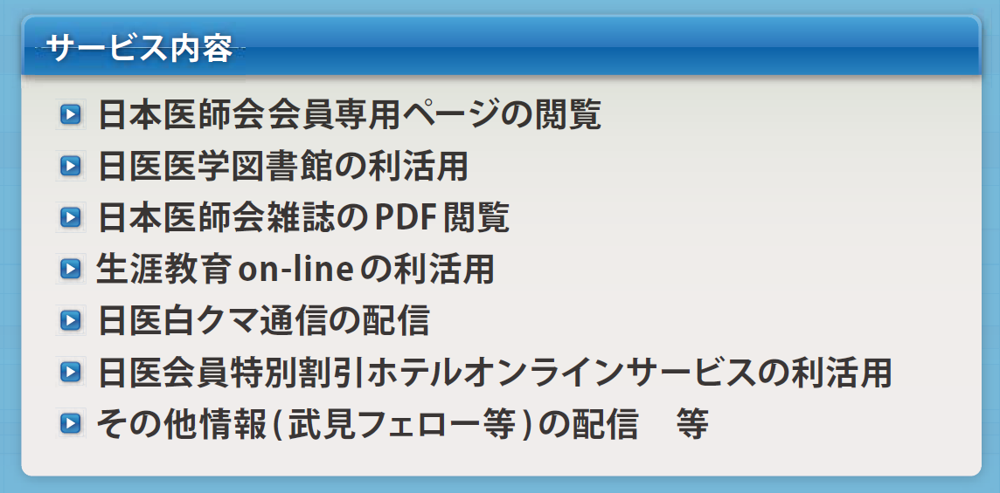 サービス内容
日本医師会会員専用ページの閲覧
日医医学図書館の利活用
日本医師会雑誌のPDF閲覧
生涯教育on-lineの利活用
日医白クマ通信の配信
日医会員特別割引ホテルオンラインサービスの利活用
その他情報(武見フェロー等)の配信　等